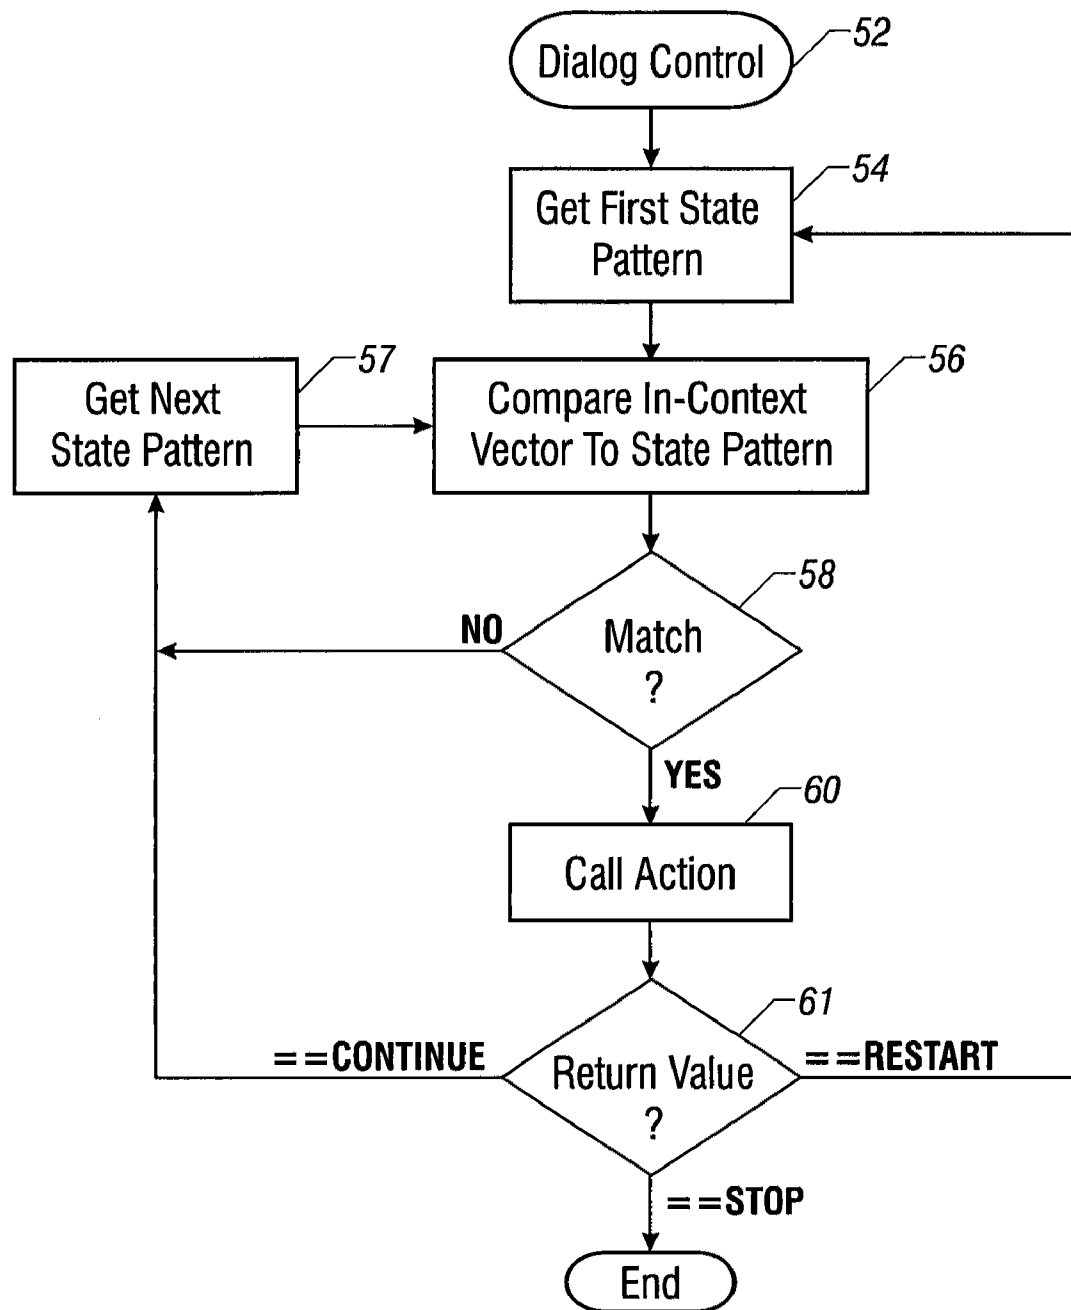 Dialog Control
52
Get First State
Pattern
54
Get Next
State Pattern
57
Compare In-Context
Vector To State Pattern
56
Match
?
58
NO
YES
Call Action
60
Return Value
?
61
==CONTINUE
==RESTART
==STOP
End